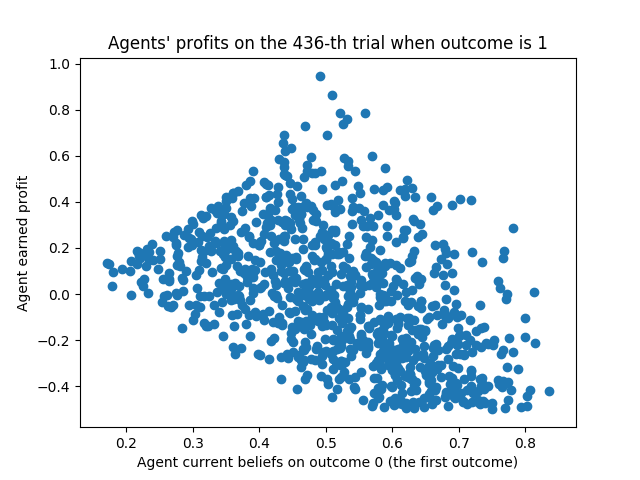 Agents' profits on the 436-th trial when outcome is 1
1.0
0.8
0.6
0.4
0.2
0.0
−0.2
−0.4
Agent earned profit
0.2 0.3 0.4 0.5 0.6 0.7 0.8
Agent current beliefs on outcome 0 (the first outcome)